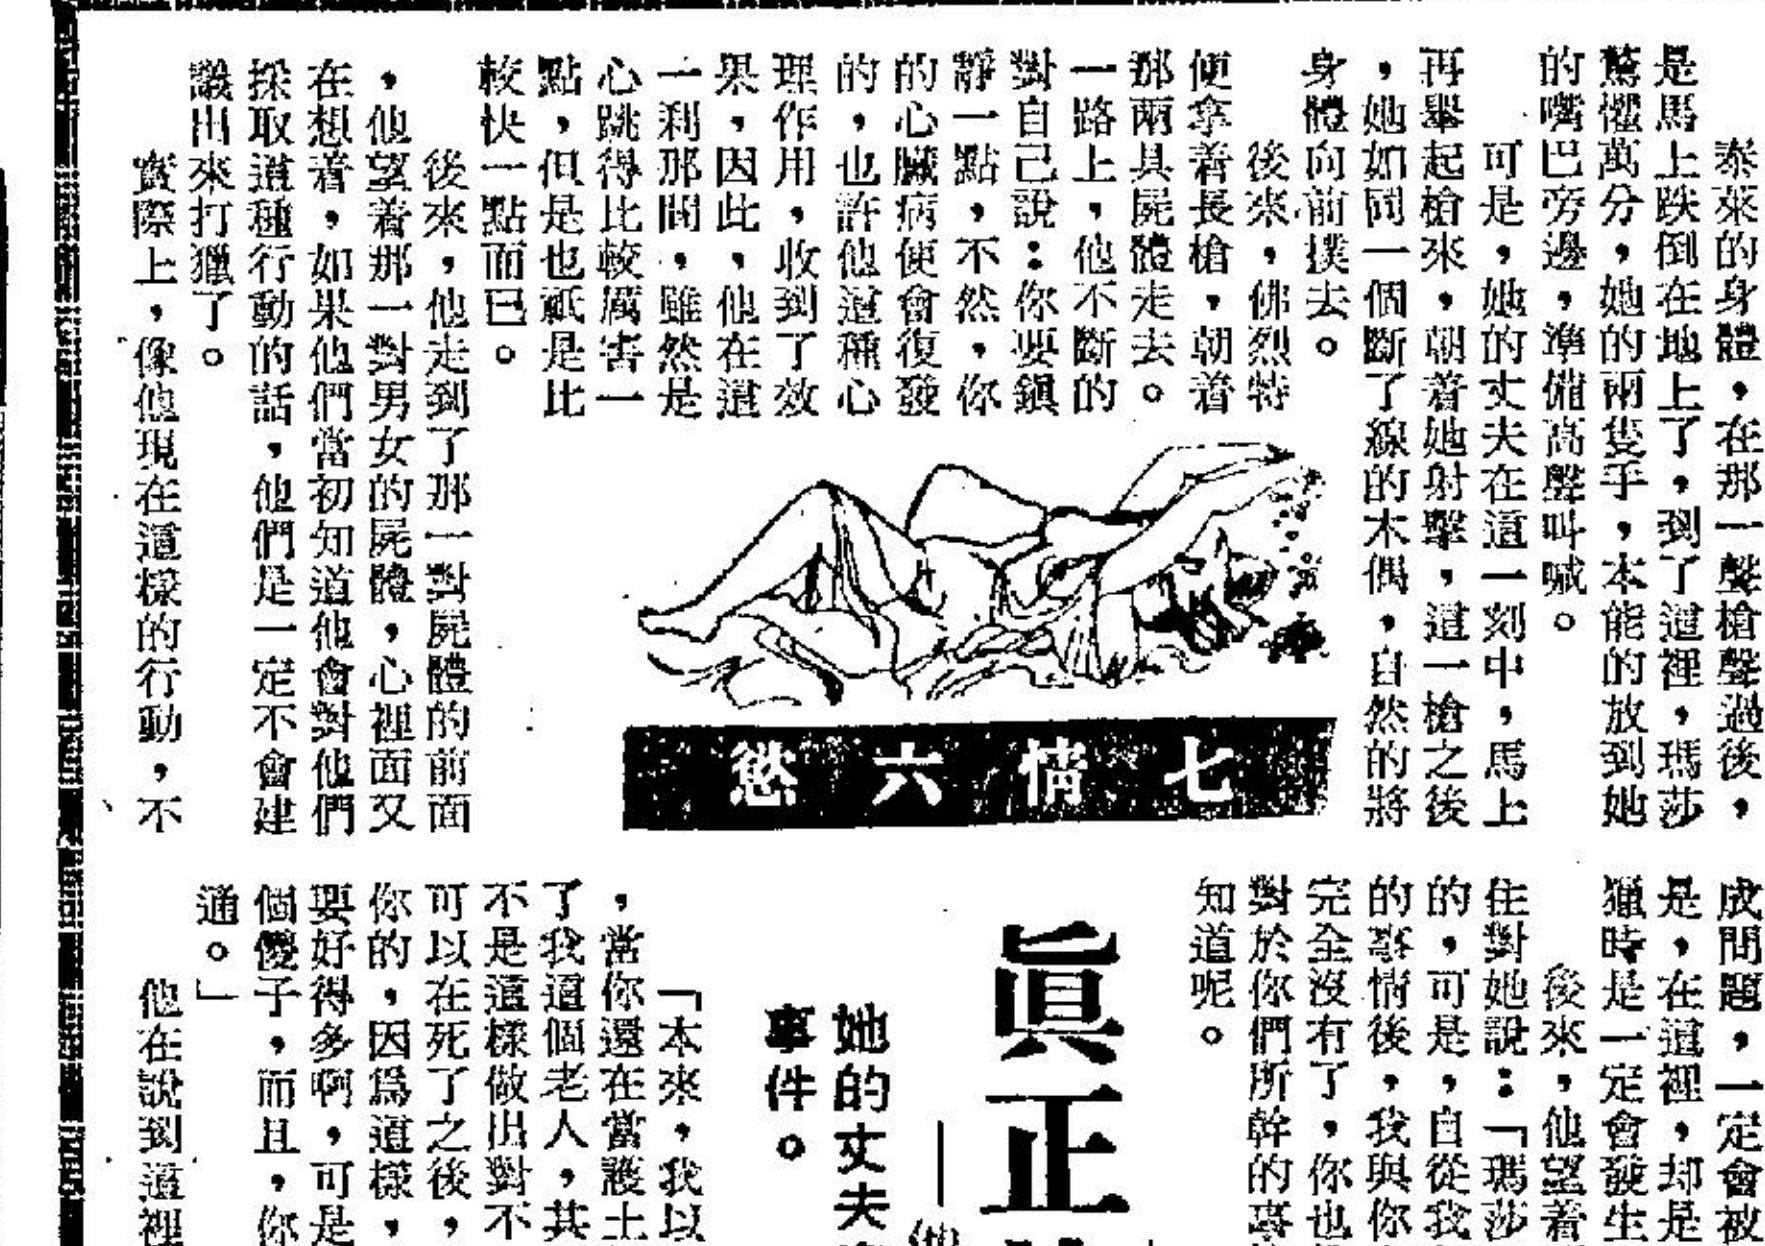 泰萊的身體，在那一聲槍聲過後，
是馬上跌倒在地上了，到了這裡，瑪莎
驚懼萬分，她的兩隻手，本能的放到她
的嘴巴旁邊，準備高聲叫喊。
可是，她的丈夫在這一刻中，馬上
再舉起槍來，朝着她射擊，這一槍之後
，她如同一個斷了線的木偶，自然的將
身體向前撲去。
後來，佛烈特
便拿着長槍，朝着
那兩具屍體走去。
一路上，他不斷的
對自己說：你要鎮
靜一點，不然，你
的心臟病便會復發
的，也許他這種心
理作用，收到了效
果，因此，他在這
一刹那間，雖然是
心跳得比較厲害一
點，但是也祇是比
較快一點而已。
後來，他走到了那一對屍體的前面
，他望着那一對男女的屍體，心裡面又
在想着，如果他們當初知道他會對他們
採取這種行動的話，他們是一定不會建
議出來打獵了。
實際上，像他現在這樣的行動，不
七情六慾
成問題，一定會被
是，在這裡，却是
獵時是一定會發生
後來，他望着
住對她說：「瑪莎
的，可是，自從我
的事情後，我與你
完全沒有了，你也
對於你們所幹的事
知道呢。
眞正
她的丈夫
事件。
「本來，我以
，當你還在當護士
了我這個老人，其
不是這樣做出對不
可以在死了之後，
你的，因爲這樣，
要好得多啊，可是
個傻子，而且，你
通。」
他在說到這裡